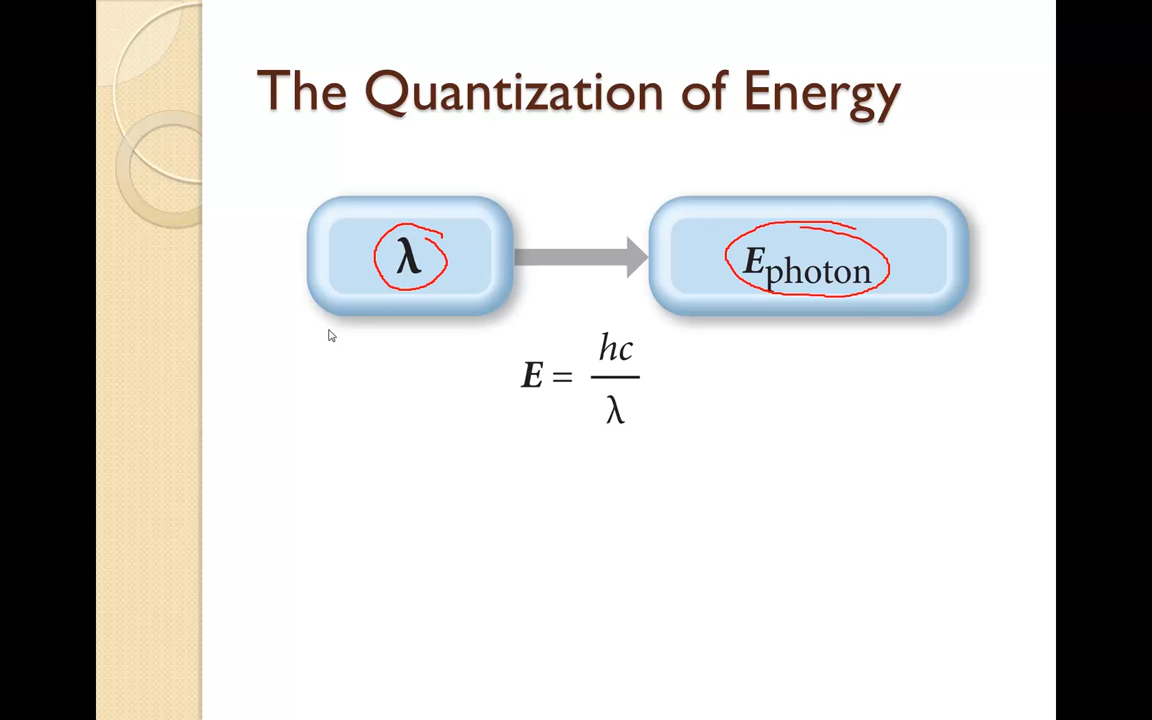 The Quantization of Energy
λ
E photon
E = hc / λ